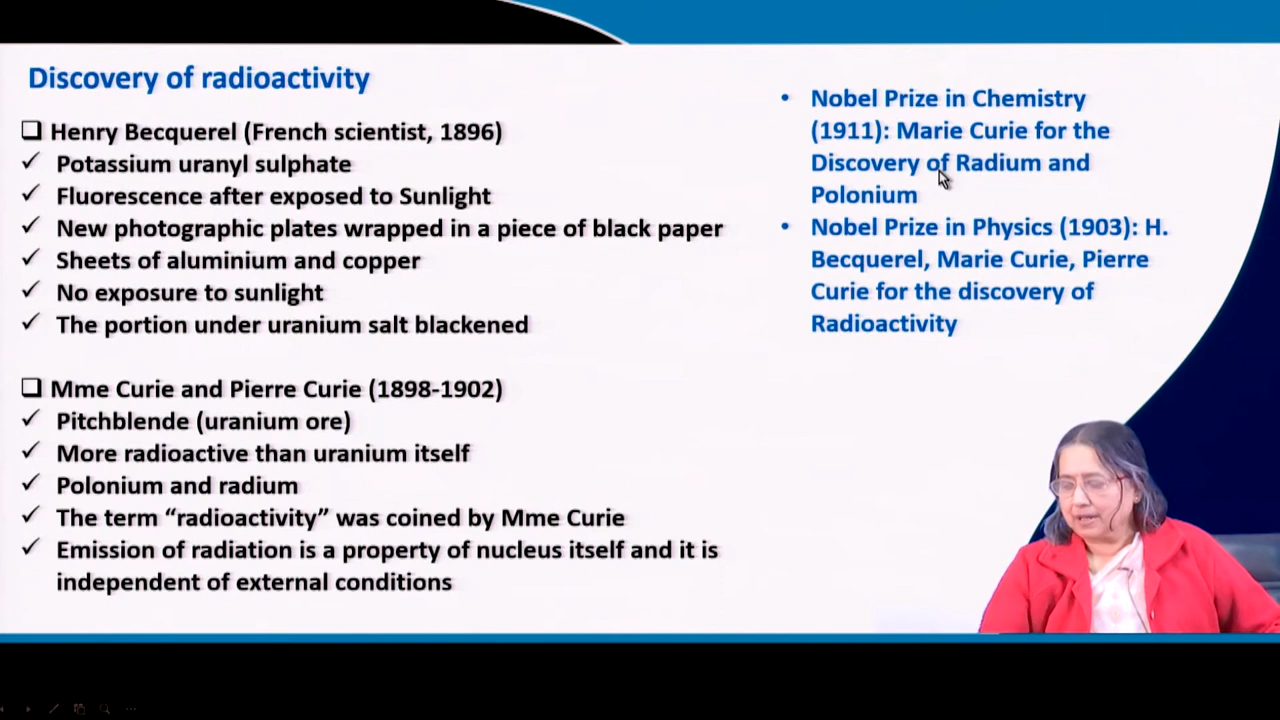 Discovery of radioactivity
Henry Becquerel (French scientist, 1896)
Potassium uranyl sulphate
Fluorescence after exposed to Sunlight
New photographic plates wrapped in a piece of black paper
Sheets of aluminium and copper
No exposure to sunlight
The portion under uranium salt blackened
Mme Curie and Pierre Curie (1898-1902)
Pitchblende (uranium ore)
More radioactive than uranium itself
Polonium and radium
The term “radioactivity” was coined by Mme Curie
Emission of radiation is a property of nucleus itself and it is
independent of external conditions
Nobel Prize in Chemistry
(1911): Marie Curie for the
Discovery of Radium and
Polonium
Nobel Prize in Physics (1903): H.
Becquerel, Marie Curie, Pierre
Curie for the discovery of
Radioactivity